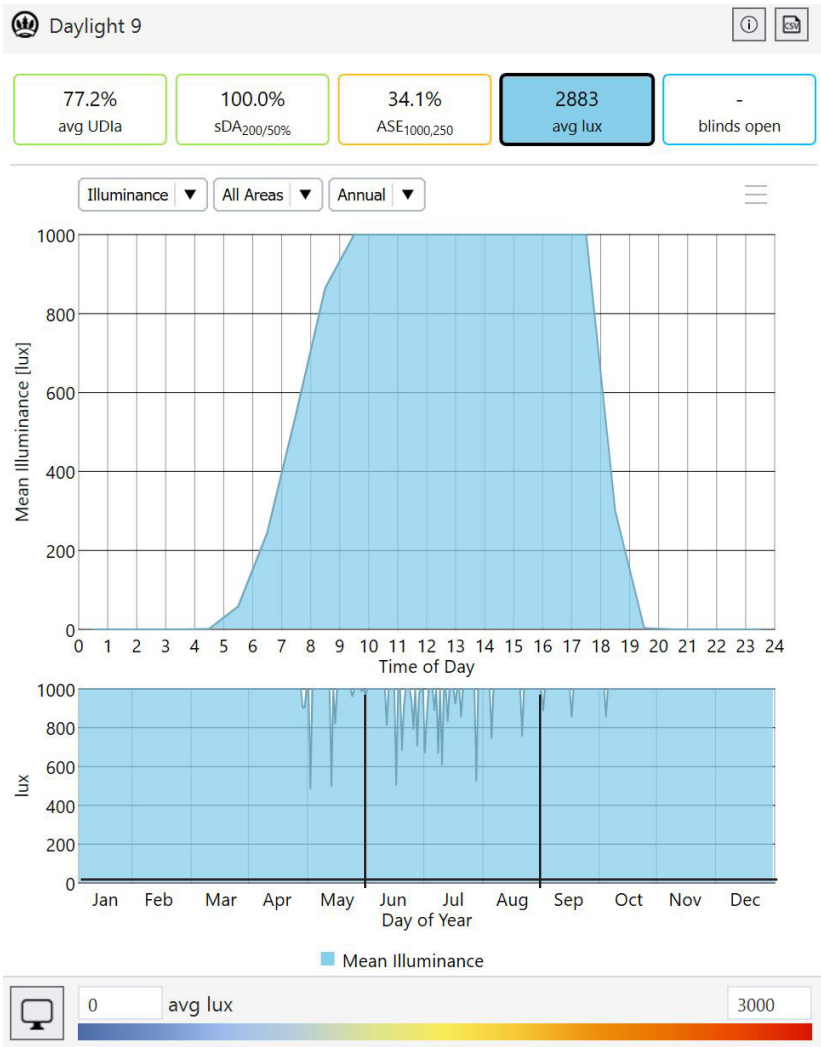 Daylight 9
CSV
77.2% 100.0% 34.1% 2883 -
avg UDIa sDA200/50% ASE1000,250 avg lux blinds open
Illuminance ▼ All Areas ▼ Annual ▼
1000
800
600
400
200
0
Mean Illuminance [lux]
0 1 2 3 4 5 6 7 8 9 10 11 12 13 14 15 16 17 18 19 20 21 22 23 24
Time of Day
1000
800
600
400
200
0
lux
Jan Feb Mar Apr May Jun Jul Aug Sep Oct Nov Dec
Day of Year
Mean Illuminance
0 avg lux 3000